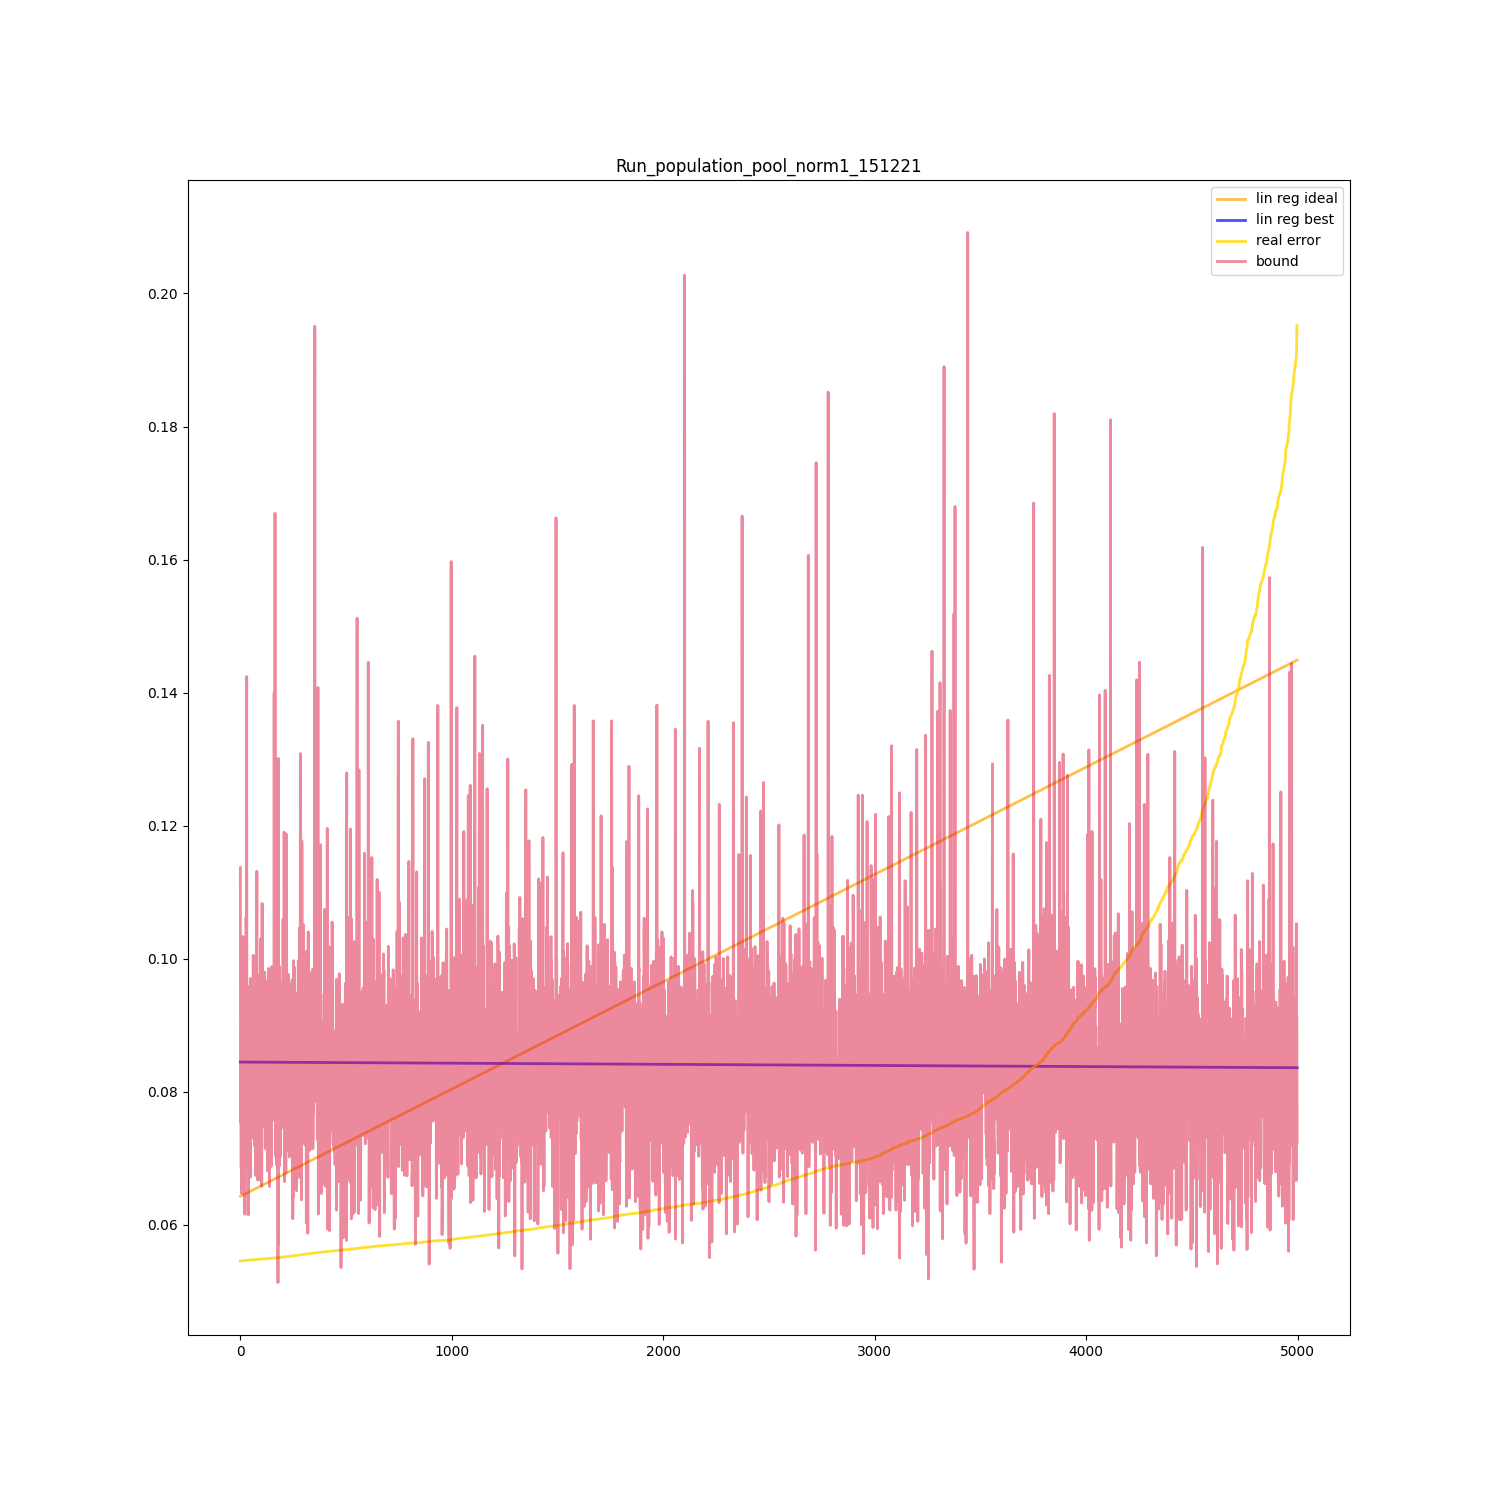 Run_population_pool_norm1_151221
lin reg ideal
lin reg best
real error
bound
0.20
0.18
0.16
0.14
0.12
0.10
0.08
0.06
0
1000
2000
3000
4000
5000